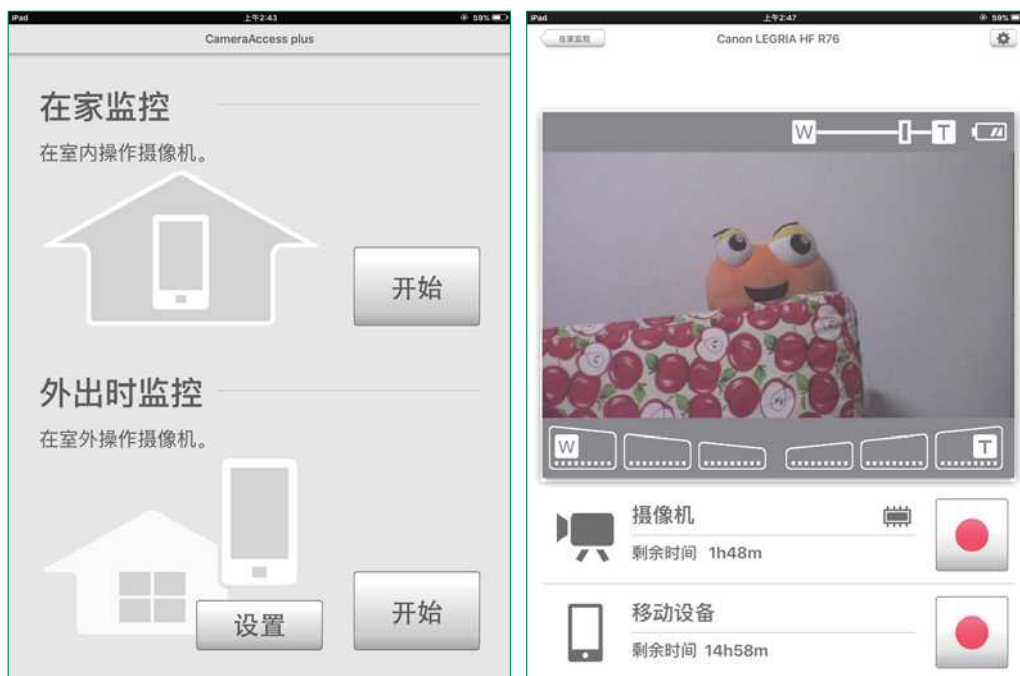 iPad
上午2:43
59%
CameraAccess plus
在家监控
在室内操作摄像机。
开始
外出时监控
在室外操作摄像机。
设置
开始
iPad
上午2:47
59%
在家监控
Canon LEGRIA HF R76
W
T
W
T
摄像机
剩余时间 1h48m
移动设备
剩余时间 14h58m